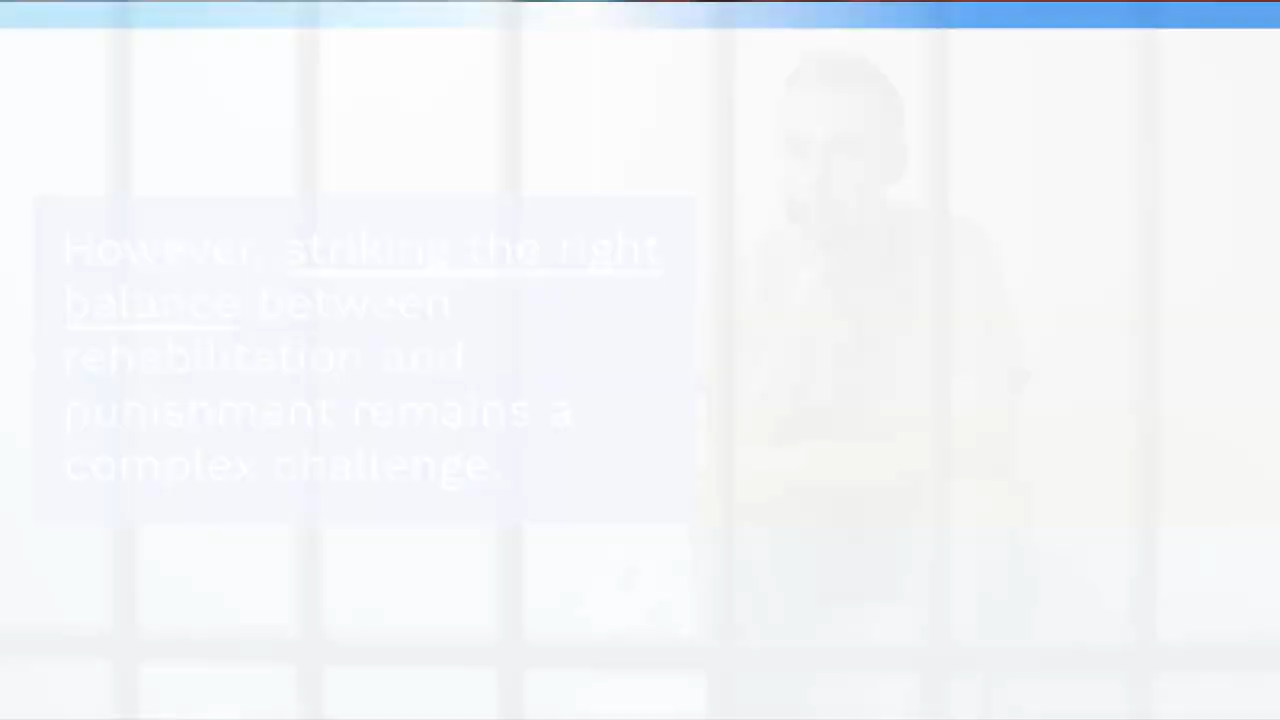 However, striking the right
balance between
rehabilitation and
punishment remains a
complex challenge.